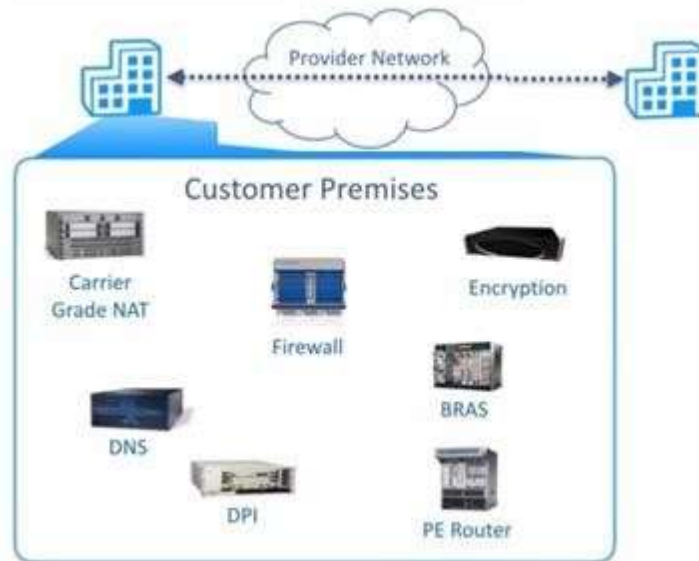 Provider Network
Customer Premises
Carrier
Grade NAT
Firewall
Encryption
BRAS
DNS
DPI
PE Router